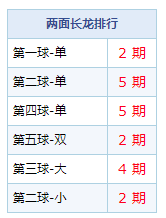 两面长龙排行
第一球-单 2 期
第二球-单 5 期
第四球-单 5 期
第五球-双 2 期
第三球-大 4 期
第二球-小 2 期